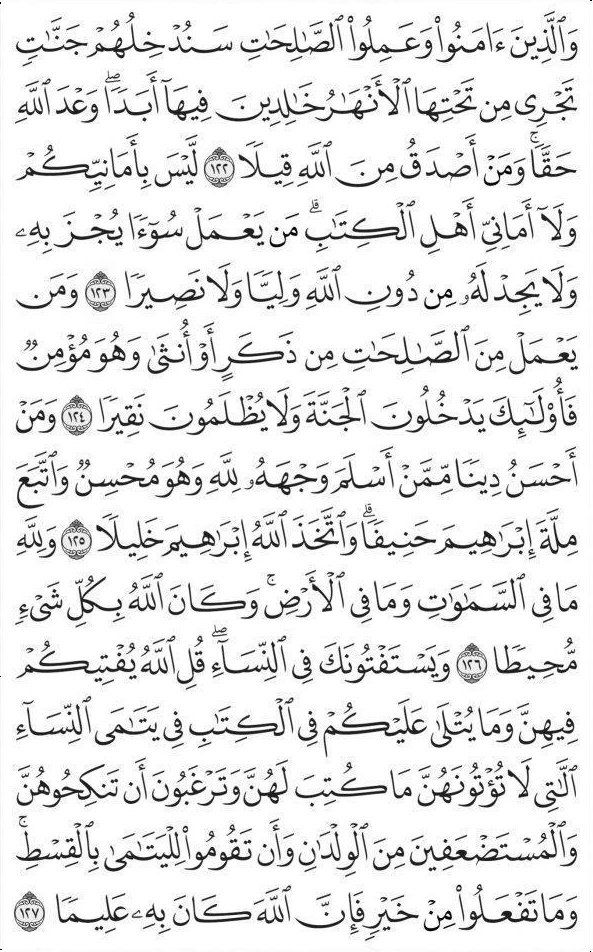 وَٱلَّذِينَ ءَامَنُوا۟ وَعَمِلُوا۟ ٱلصَّـٰلِحَـٰتِ سَنُدْخِلُهُمْ جَنَّـٰتٍ
تَجْرِى مِن تَحْتِهَا ٱلْأَنْهَـٰرُ خَـٰلِدِينَ فِيهَآ أَبَدًا ۖ وَعْدَ ٱللَّهِ
حَقًّا ۚ وَمَنْ أَصْدَقُ مِنَ ٱللَّهِ قِيلًا ١٢٢ لَّيْسَ بِأَمَانِيِّكُمْ
وَلَآ أَمَانِىِّ أَهْلِ ٱلْكِتَـٰبِ ۗ مَن يَعْمَلْ سُوٓءًا يُجْزَ بِهِۦ
وَلَا يَجِدْ لَهُۥ مِن دُونِ ٱللَّهِ وَلِيًّا وَلَا نَصِيرًا ١٢٣ وَمَن
يَعْمَلْ مِنَ ٱلصَّـٰلِحَـٰتِ مِن ذَكَرٍ أَوْ أُنثَىٰ وَهُوَ مُؤْمِنٌ
فَأُو۟لَـٰٓئِكَ يَدْخُلُونَ ٱلْجَنَّةَ وَلَا يُظْلَمُونَ نَقِيرًا ١٢٤ وَمَنْ
أَحْسَنُ دِينًا مِّمَّنْ أَسْلَمَ وَجْهَهُۥ لِلَّهِ وَهُوَ مُحْسِنٌ وَٱتَّبَعَ
مِلَّةَ إِبْرَٰهِيمَ حَنِيفًا ۗ وَٱتَّخَذَ ٱللَّهُ إِبْرَٰهِيمَ خَلِيلًا ١٢٥ وَلِلَّهِ
مَا فِى ٱلسَّمَـٰوَٰتِ وَمَا فِى ٱلْأَرْضِ ۚ وَكَانَ ٱللَّهُ بِكُلِّ شَىْءٍ
مُّحِيطًا ١٢٦ وَيَسْتَفْتُونَكَ فِى ٱلنِّسَآءِ ۖ قُلِ ٱللَّهُ يُفْتِيكُمْ
فِيهِنَّ وَمَا يُتْلَىٰ عَلَيْكُمْ فِى ٱلْكِتَـٰبِ فِى يَتَـٰمَى ٱلنِّسَآءِ
ٱلَّـٰتِى لَا تُؤْتُونَهُنَّ مَا كُتِبَ لَهُنَّ وَتَرْغَبُونَ أَن تَنكِحُوهُنَّ
وَٱلْمُسْتَضْعَفِينَ مِنَ ٱلْوِلْدَٰنِ وَأَن تَقُومُوا۟ لِلْيَتَـٰمَىٰ بِٱلْقِسْطِ ۚ
وَمَا تَفْعَلُوا۟ مِنْ خَيْرٍ فَإِنَّ ٱللَّهَ كَانَ بِهِۦ عَلِيمًا ١٢٧